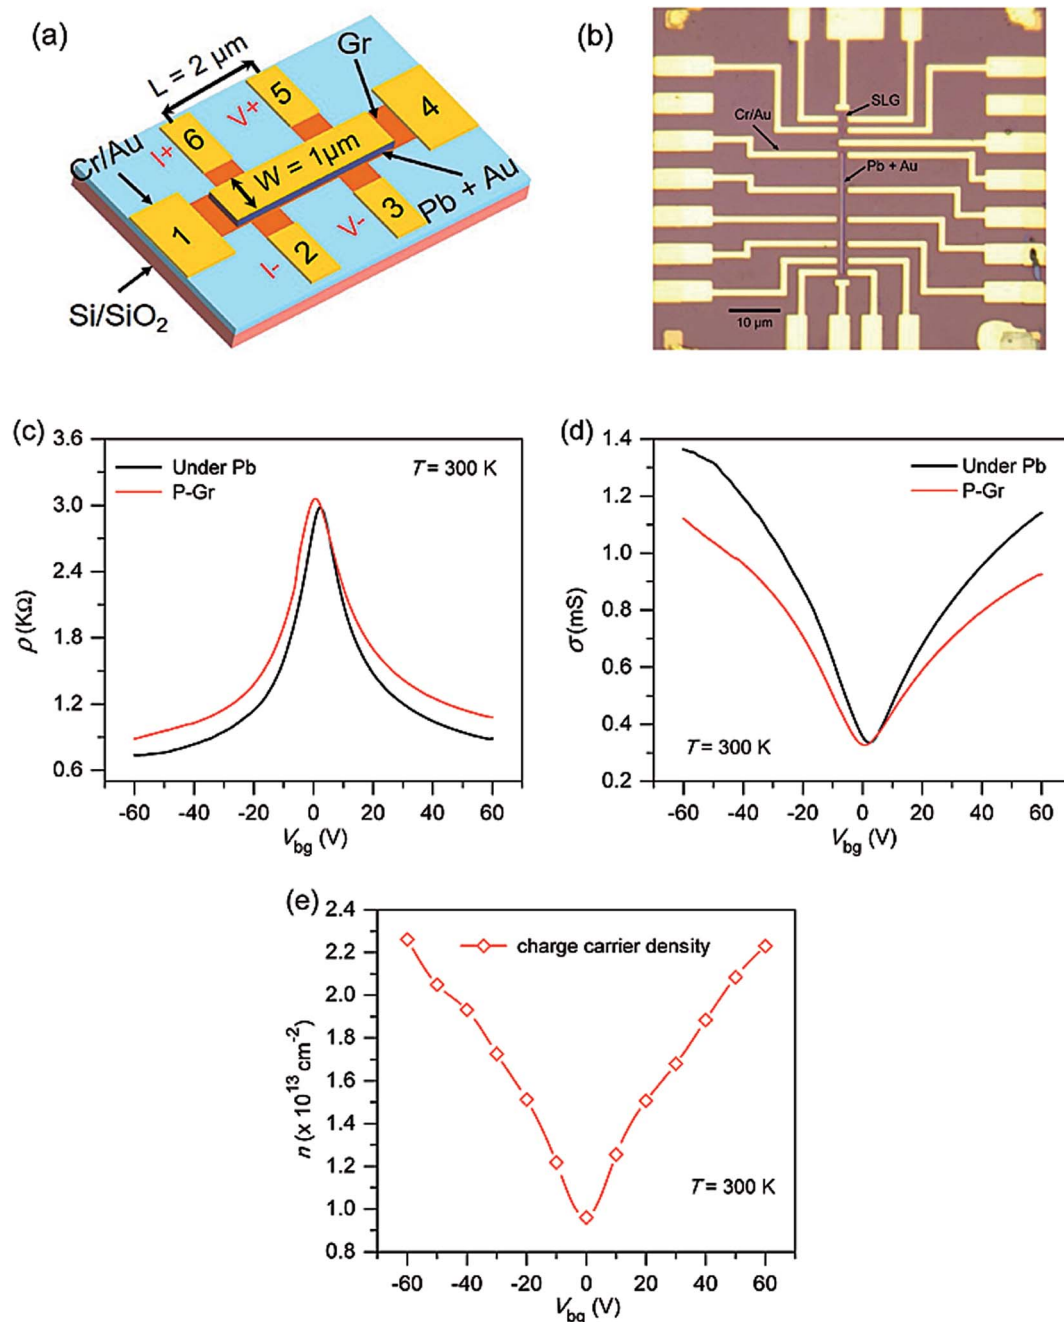 (a)
L = 2 μm
Gr
V+
5
4
6
I+
Cr/Au
W = 1μm
Pb + Au
1
3
V-
2
I-
Si/SiO2
(b)
SLG
Cr/Au
Pb + Au
10 μm
(c)
3.6
3.0
2.4
1.8
1.2
0.6
ρ (KΩ)
Under Pb
P-Gr
T = 300 K
-60 -40 -20 0 20 40 60
Vbg (V)
(d)
1.4
1.2
1.0
0.8
0.6
0.4
0.2
σ (mS)
Under Pb
P-Gr
T = 300 K
-60 -40 -20 0 20 40 60
Vbg (V)
(e)
2.4
2.2
2.0
1.8
1.6
1.4
1.2
1.0
0.8
n (x 10^13 cm^-2)
charge carrier density
T = 300 K
-60 -40 -20 0 20 40 60
Vbg (V)